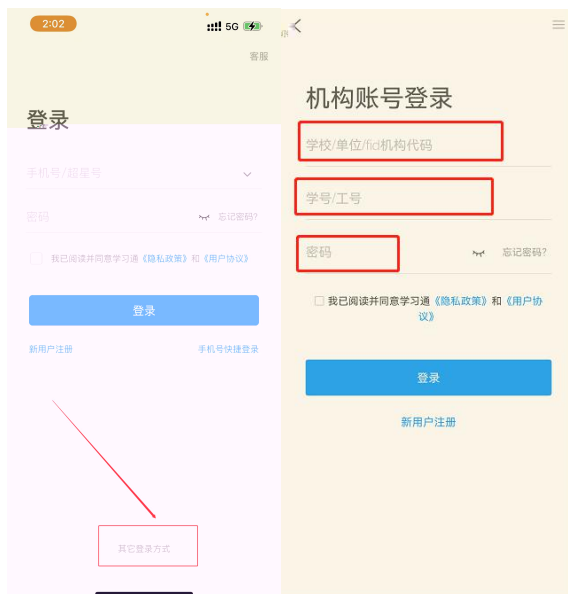 2:02
5G
客服
登录
手机号/超星号
密码
忘记密码?
我已阅读并同意学习通《隐私政策》和《用户协议》
登录
新用户注册
手机号快捷登录
其它登录方式
机构账号登录
学校/单位/fid机构代码
学号/工号
密码
忘记密码?
我已阅读并同意学习通《隐私政策》和《用户协
议》
登录
新用户注册